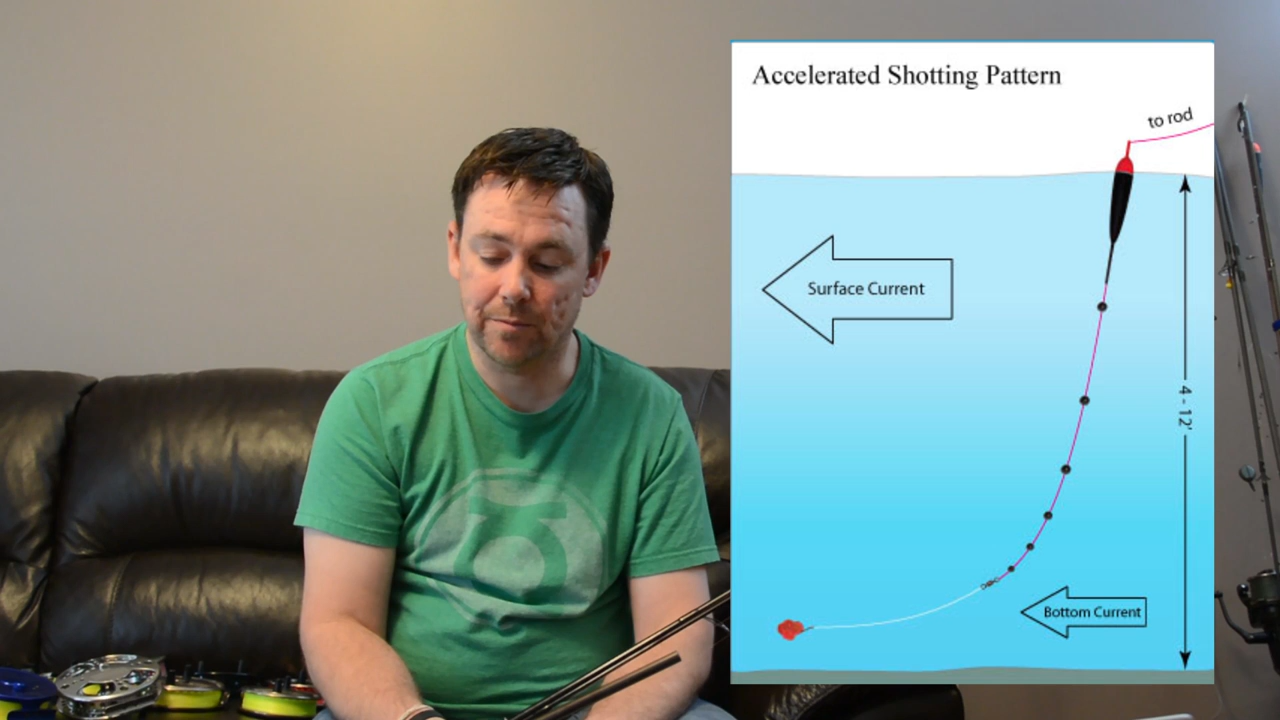 Accelerated Shotting Pattern
to rod
Surface Current
4 - 12'
Bottom Current